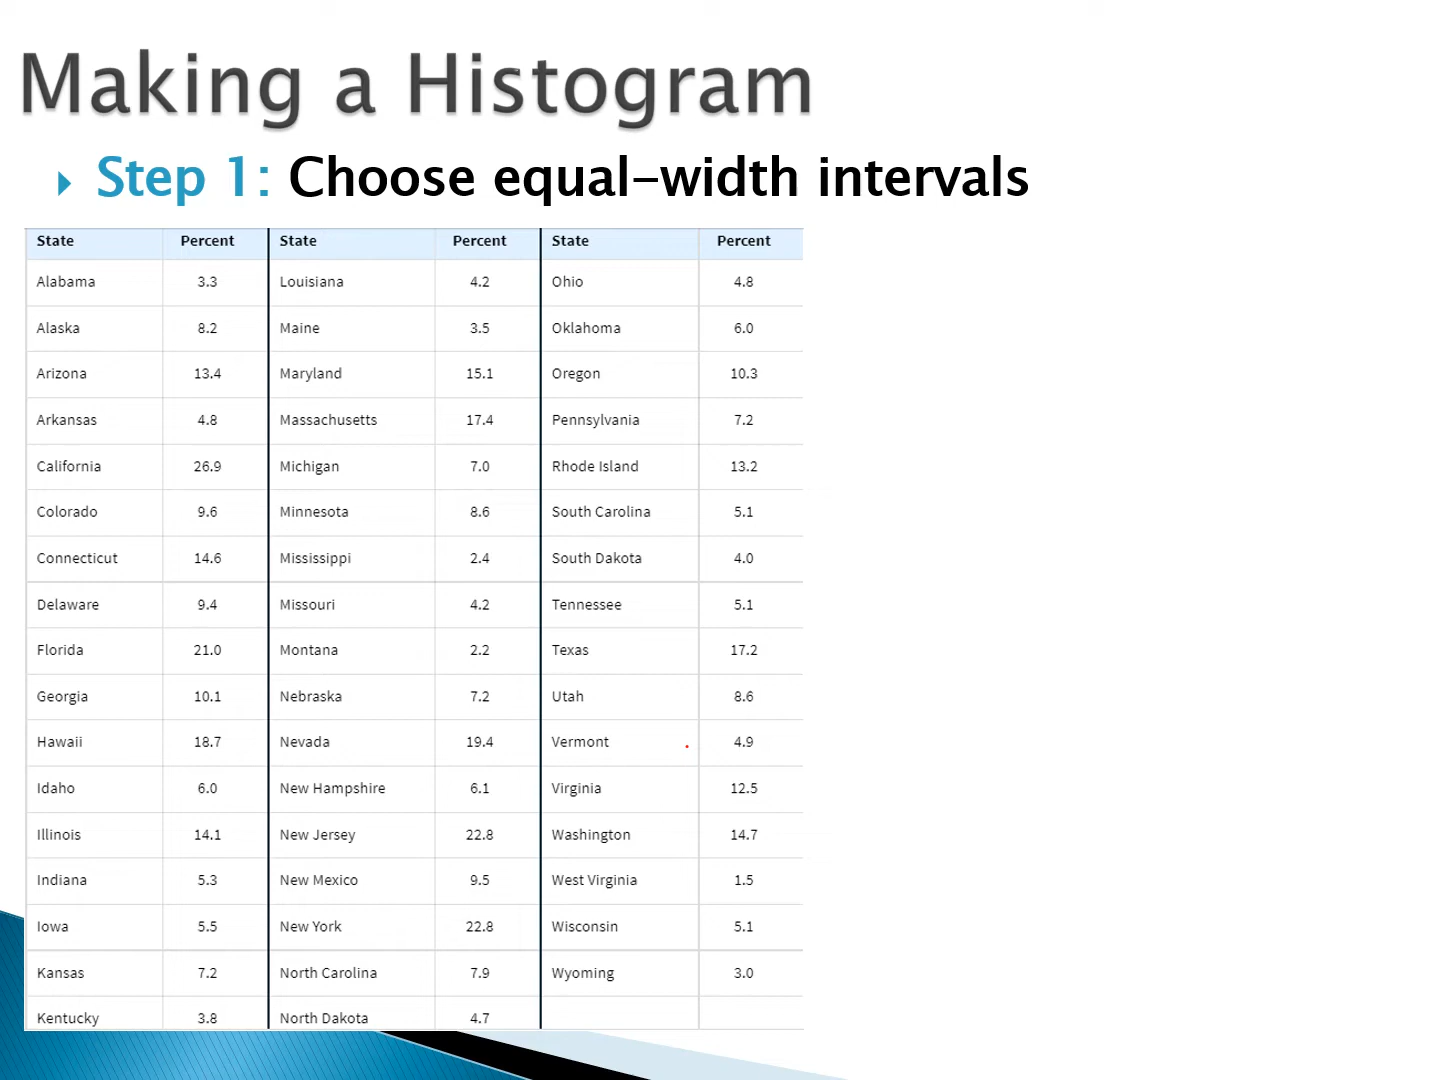 Making a Histogram
Step 1: Choose equal-width intervals
State Percent State Percent State Percent
Alabama 3.3 Louisiana 4.2 Ohio 4.8
Alaska 8.2 Maine 3.5 Oklahoma 6.0
Arizona 13.4 Maryland 15.1 Oregon 10.3
Arkansas 4.8 Massachusetts 17.4 Pennsylvania 7.2
California 26.9 Michigan 7.0 Rhode Island 13.2
Colorado 9.6 Minnesota 8.6 South Carolina 5.1
Connecticut 14.6 Mississippi 2.4 South Dakota 4.0
Delaware 9.4 Missouri 4.2 Tennessee 5.1
Florida 21.0 Montana 2.2 Texas 17.2
Georgia 10.1 Nebraska 7.2 Utah 8.6
Hawaii 18.7 Nevada 19.4 Vermont 4.9
Idaho 6.0 New Hampshire 6.1 Virginia 12.5
Illinois 14.1 New Jersey 22.8 Washington 14.7
Indiana 5.3 New Mexico 9.5 West Virginia 1.5
Iowa 5.5 New York 22.8 Wisconsin 5.1
Kansas 7.2 North Carolina 7.9 Wyoming 3.0
Kentucky 3.8 North Dakota 4.7